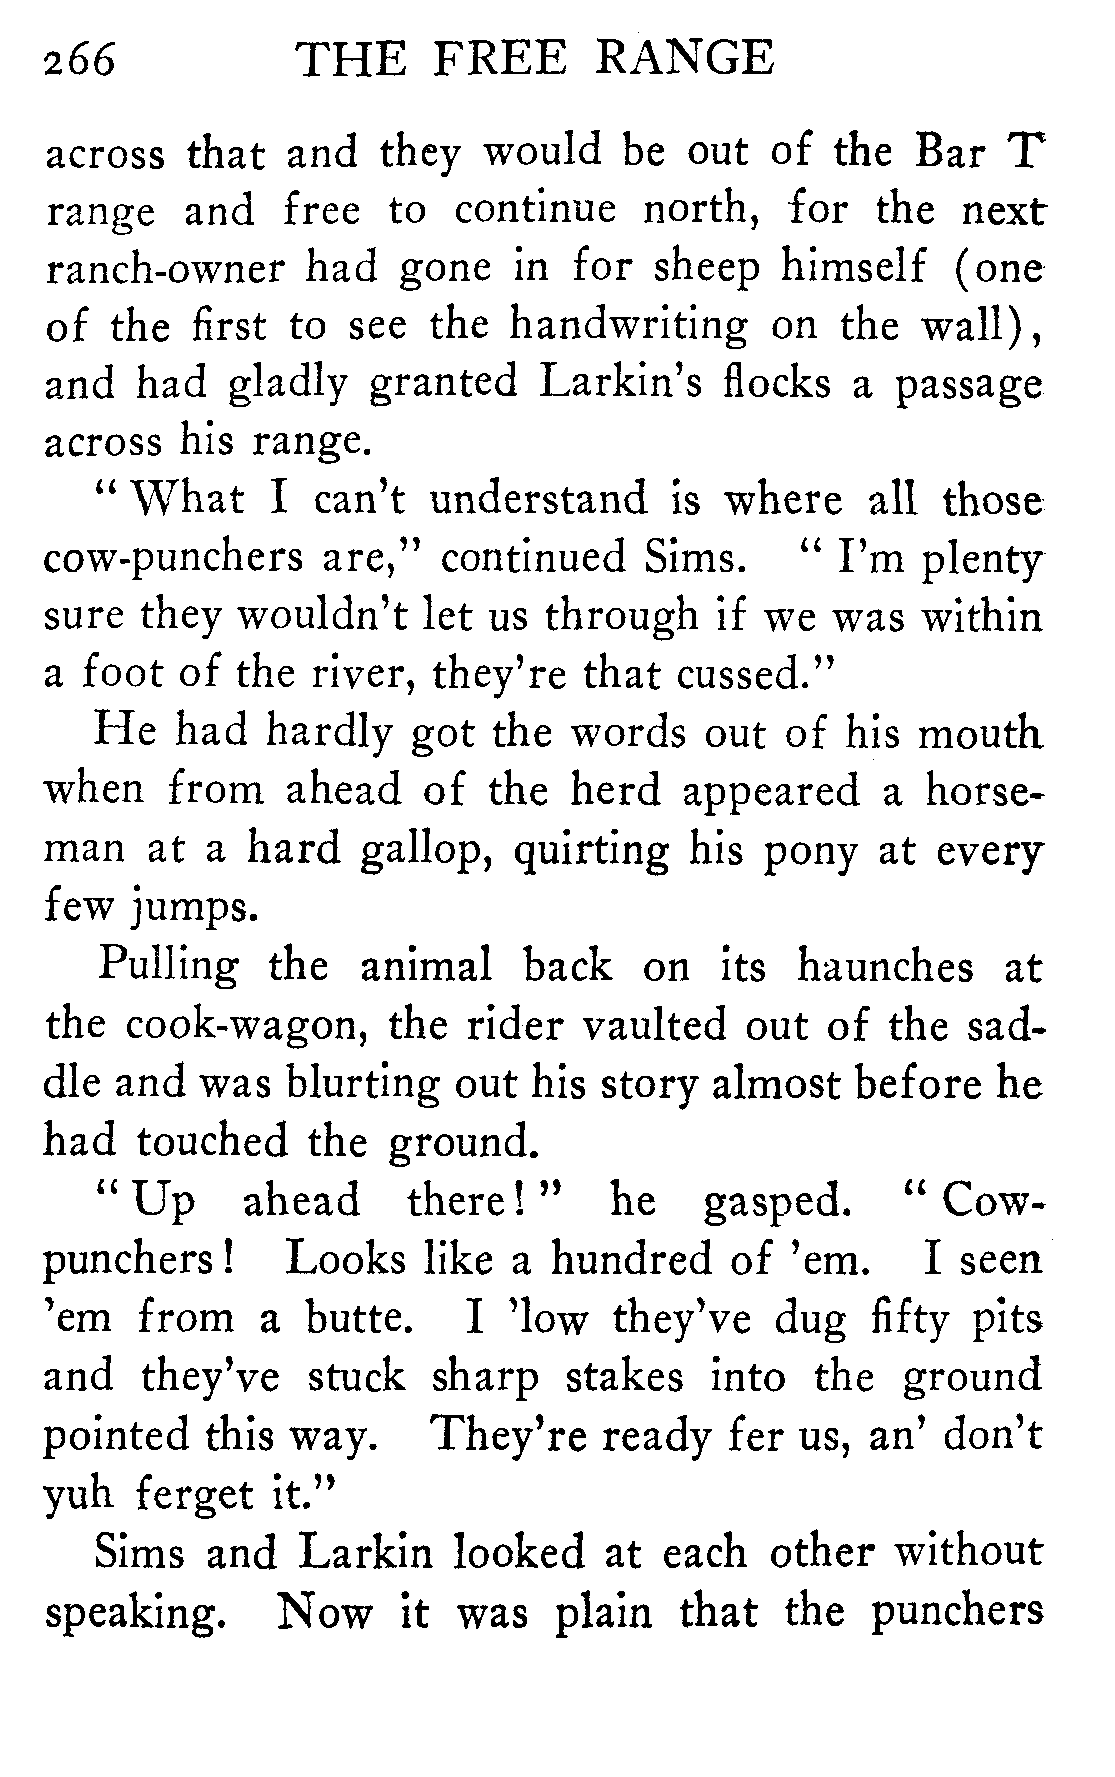 266 THE FREE RANGE
across that and they would be out of the Bar T
range and free to continue north, for the next
ranch-owner had gone in for sheep himself (one
of the first to see the handwriting on the wall),
and had gladly granted Larkin's flocks a passage
across his range.
“ What I can't understand is where all those
cow-punchers are,” continued Sims. “ I'm plenty
sure they wouldn't let us through if we was within
a foot of the river, they're that cussed.”
He had hardly got the words out of his mouth
when from ahead of the herd appeared a horse-
man at a hard gallop, quirting his pony at every
few jumps.
Pulling the animal back on its haunches at
the cook-wagon, the rider vaulted out of the sad-
dle and was blurting out his story almost before he
had touched the ground.
“ Up ahead there! ” he gasped. “ Cow-
punchers! Looks like a hundred of 'em. I seen
'em from a butte. I 'low they've dug fifty pits
and they've stuck sharp stakes into the ground
pointed this way. They're ready fer us, an' don't
yuh ferget it.”
Sims and Larkin looked at each other without
speaking. Now it was plain that the punchers